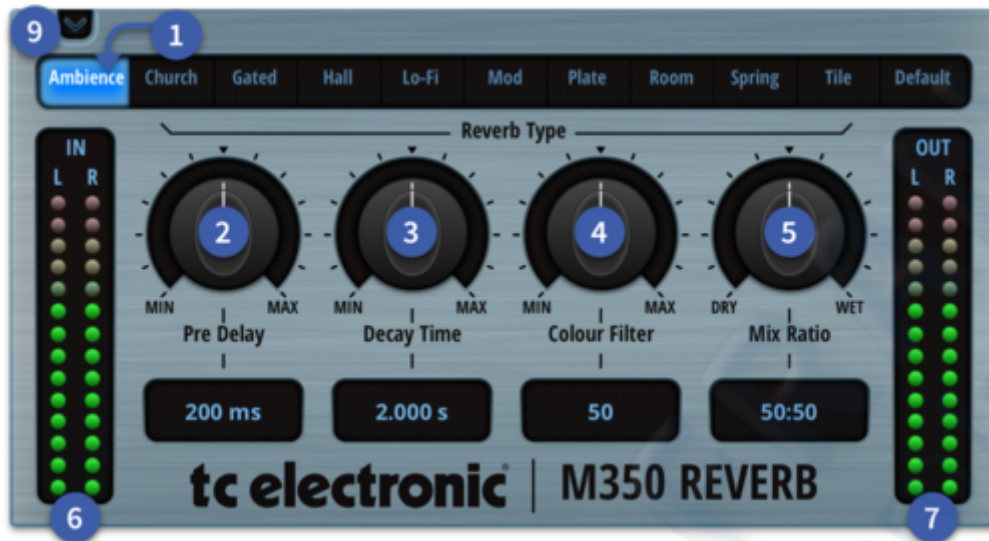 9
1
Ambience Church Gated Hall Lo-Fi Mod Plate Room Spring Tile Default
Reverb Type
IN
L R
OUT
L R
2 3 4 5
MIN MAX MIN MAX MIN MAX DRY WET
Pre Delay Decay Time Colour Filter Mix Ratio
200 ms 2.000 s 50 50:50
tc electronic | M350 REVERB
6 7